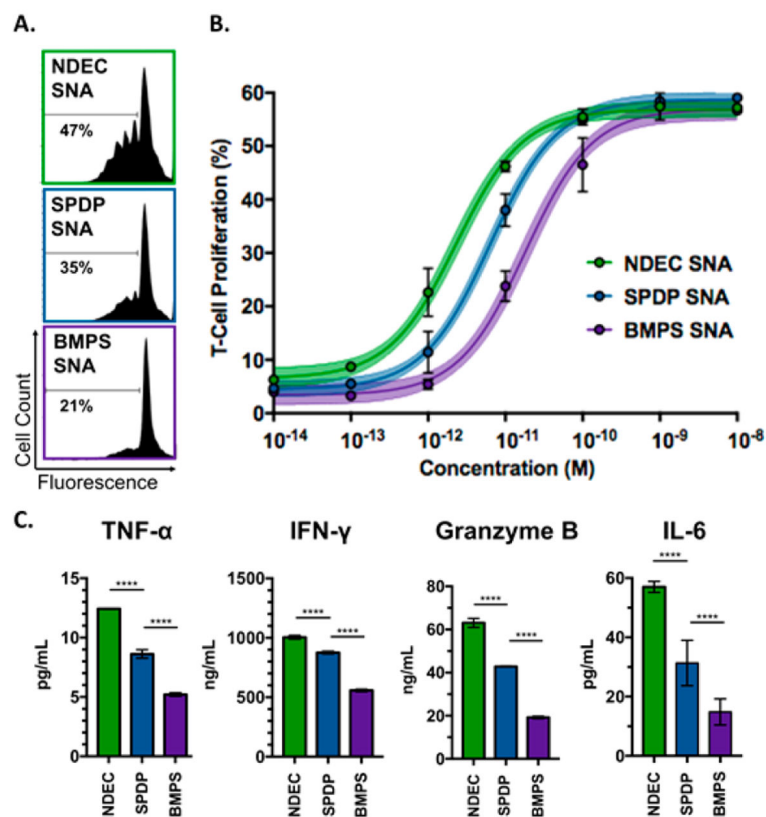 A.
NDEC
SNA
47%
SPDP
SNA
35%
BMPS
SNA
21%
Cell Count
Fluorescence
B.
T-Cell Proliferation (%)
60
50
40
30
20
10
0
NDEC SNA
SPDP SNA
BMPS SNA
10-14 10-13 10-12 10-11 10-10 10-9 10-8
Concentration (M)
C.
TNF-α
pg/mL
15
10
5
0
****
****
NDEC
SPDP
BMPS
IFN-γ
ng/mL
1500
1000
500
0
****
****
NDEC
SPDP
BMPS
Granzyme B
ng/mL
80
60
40
20
0
****
****
NDEC
SPDP
BMPS
IL-6
pg/mL
60
40
20
0
****
****
NDEC
SPDP
BMPS